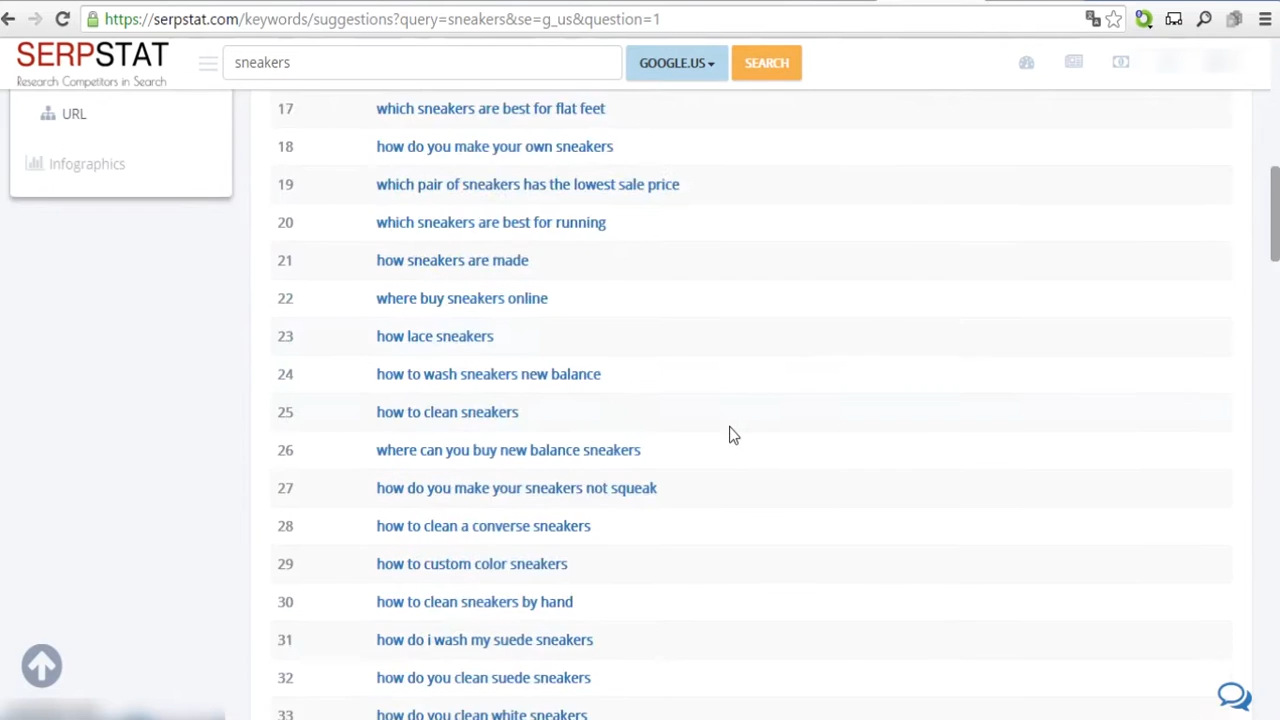 https://serpstat.com/keywords/suggestions?query=sneakers&se=g_us&question=1
SERPSTAT
Research Competitors in Search
sneakers
GOOGLE.US
SEARCH
URL
Infographics
17 which sneakers are best for flat feet
18 how do you make your own sneakers
19 which pair of sneakers has the lowest sale price
20 which sneakers are best for running
21 how sneakers are made
22 where buy sneakers online
23 how lace sneakers
24 how to wash sneakers new balance
25 how to clean sneakers
26 where can you buy new balance sneakers
27 how do you make your sneakers not squeak
28 how to clean a converse sneakers
29 how to custom color sneakers
30 how to clean sneakers by hand
31 how do i wash my suede sneakers
32 how do you clean suede sneakers
33 how do you clean white sneakers